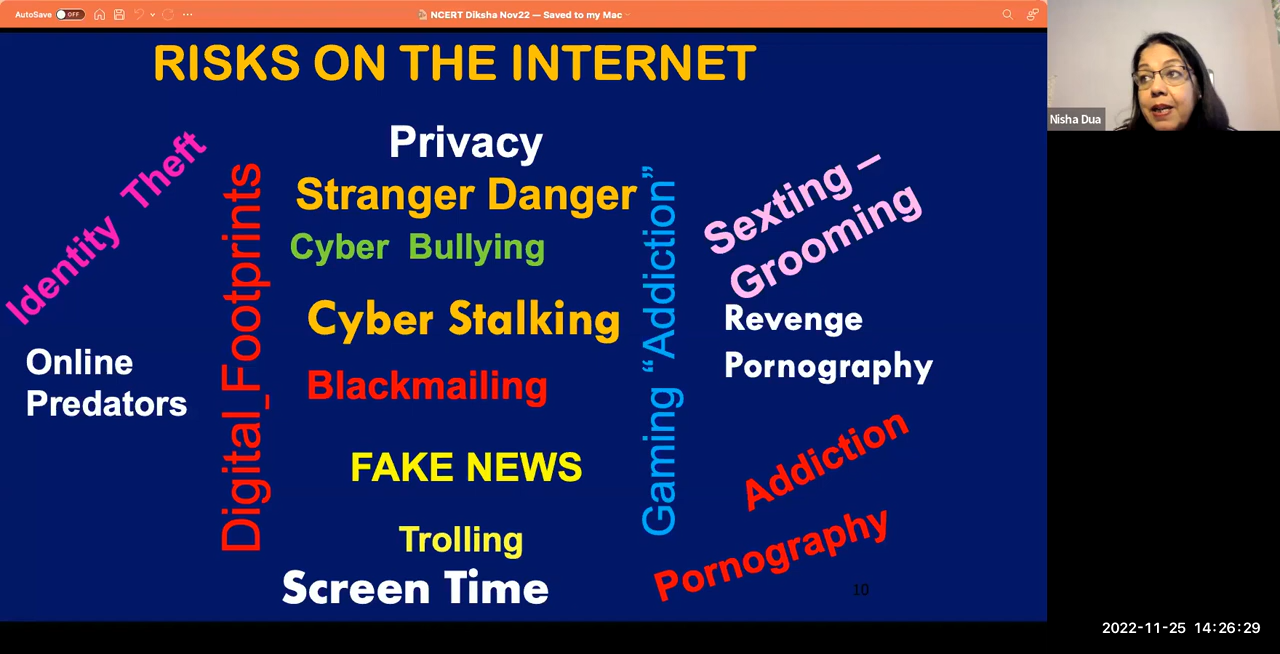 AutoSave OFF
NCERT Diksha Nov22 — Saved to my Mac
RISKS ON THE INTERNET
Privacy
Stranger Danger
Cyber Bullying
Cyber Stalking
Blackmailing
FAKE NEWS
Trolling
Screen Time
Identity Theft
Online
Predators
Digital_Footprints
Gaming “Addiction”
Sexting –
Grooming
Revenge
Pornography
Addiction
Pornography
10
Nisha Dua
2022-11-25 14:26:29